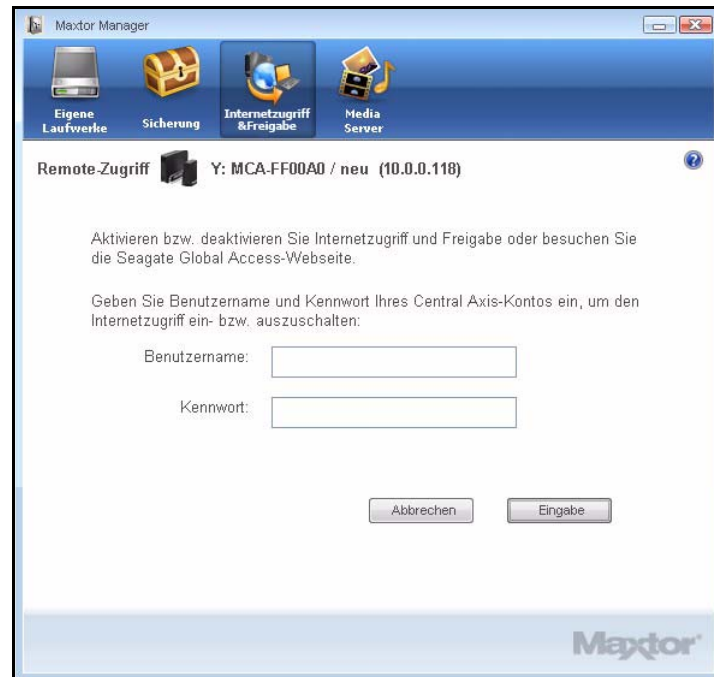 Maxtor Manager
Eigene
Laufwerke
Sicherung
Internetzugriff
&Freigabe
Media
Server
Remote-Zugriff Y: MCA-FF00A0 / neu (10.0.0.118)
Aktivieren bzw. deaktivieren Sie Internetzugriff und Freigabe oder besuchen Sie
die Seagate Global Access-Webseite.
Geben Sie Benutzername und Kennwort Ihres Central Axis-Kontos ein, um den
Internetzugriff ein- bzw. auszuschalten:
Benutzername:
Kennwort:
Abbrechen
Eingabe
Maxtor